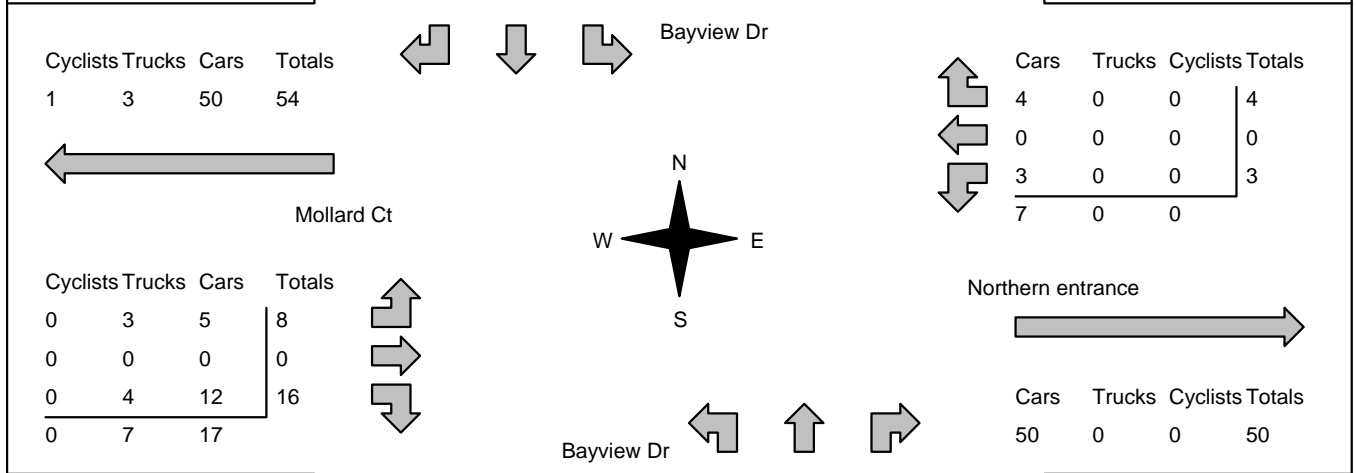 Bayview Dr
Cyclists Trucks Cars Totals
1 3 50 54
Cars Trucks Cyclists Totals
4 0 0 4
0 0 0 0
3 0 0 3
7 0 0
Mollard Ct
N
W E
S
Cyclists Trucks Cars Totals
0 3 5 8
0 0 0 0
0 4 12 16
0 7 17
Northern entrance
Cars Trucks Cyclists Totals
50 0 0 50
Bayview Dr